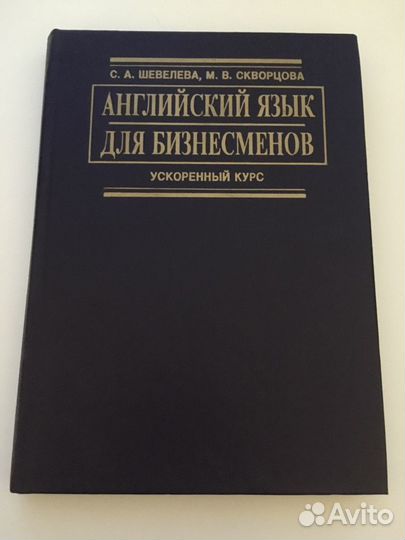 С. А. ШЕВЕЛЕВА, М. В. СКВОРЦОВА
АНГЛИЙСКИЙ ЯЗЫК
ДЛЯ БИЗНЕСМЕНОВ
УСКОРЕННЫЙ КУРС
Avito